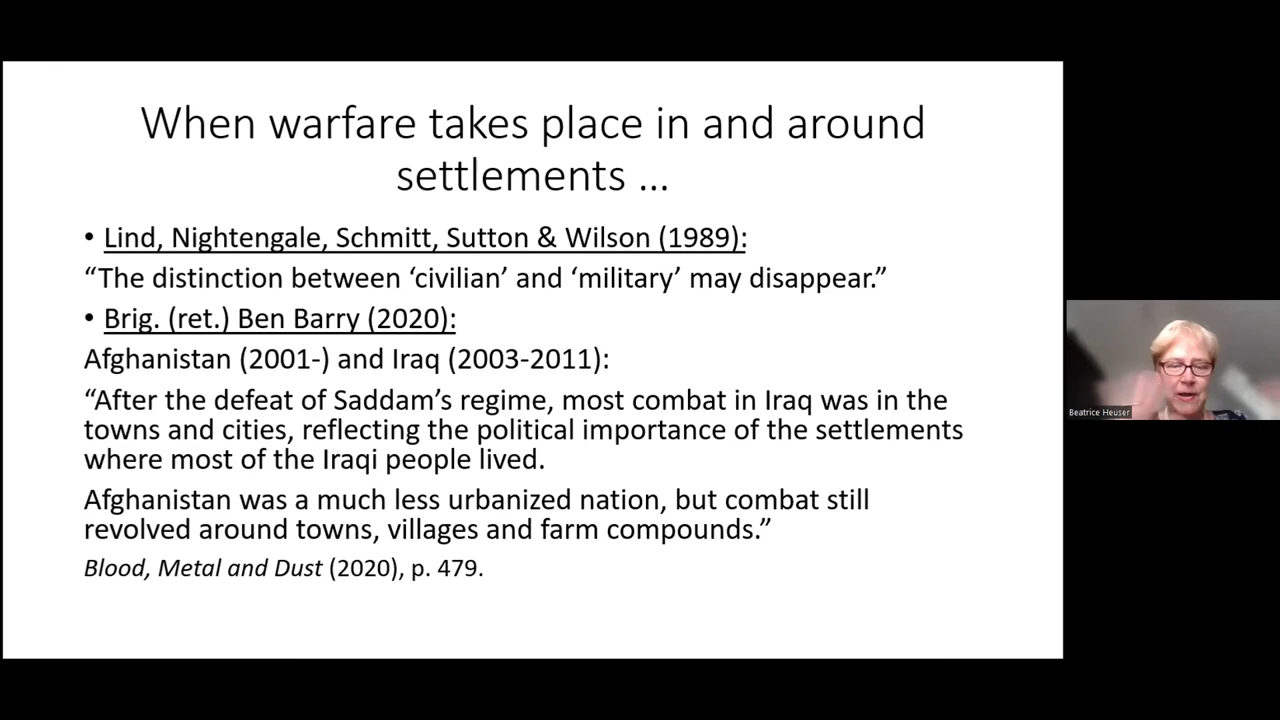 When warfare takes place in and around
settlements ...
• Lind, Nightengale, Schmitt, Sutton & Wilson (1989):
“The distinction between ‘civilian’ and ‘military’ may disappear.”
• Brig. (ret.) Ben Barry (2020):
Afghanistan (2001-) and Iraq (2003-2011):
“After the defeat of Saddam’s regime, most combat in Iraq was in the
towns and cities, reflecting the political importance of the settlements
where most of the Iraqi people lived.
Afghanistan was a much less urbanized nation, but combat still
revolved around towns, villages and farm compounds.”
Blood, Metal and Dust (2020), p. 479.
Beatrice Heuser